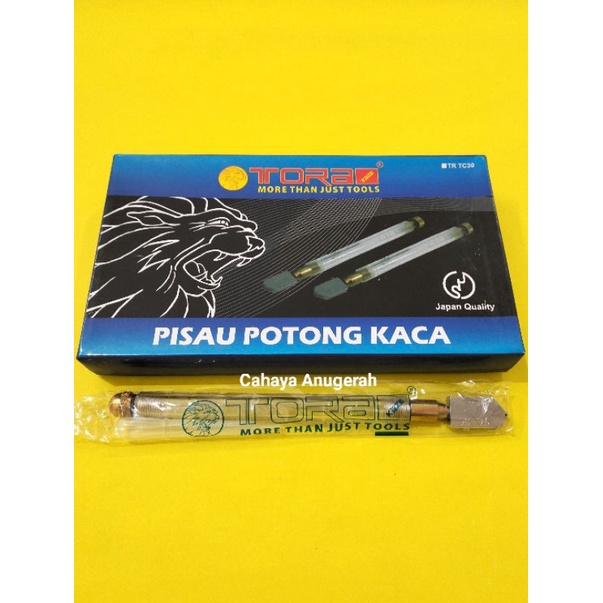 TORA
MORE THAN JUST TOOLS
TR TC30
Japan Quality
PISAU POTONG KACA
Cahaya Anugerah
TORA
MORE THAN JUST TOOLS